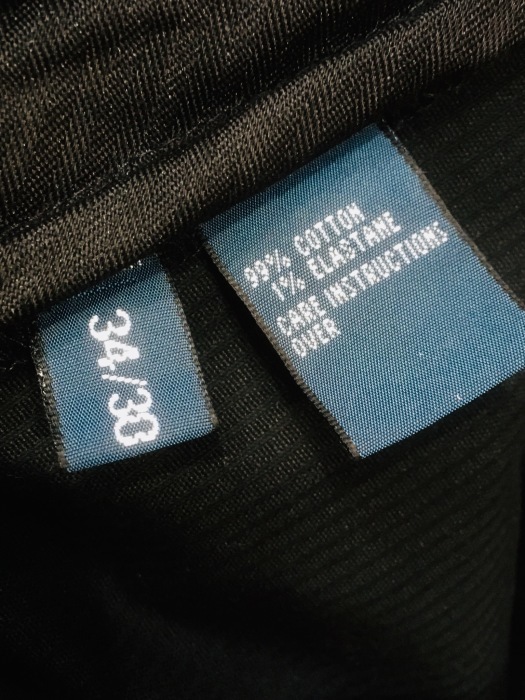 34/30
99% COTTON
1% ELASTANE
CARE INSTRUCTIONS
OVER